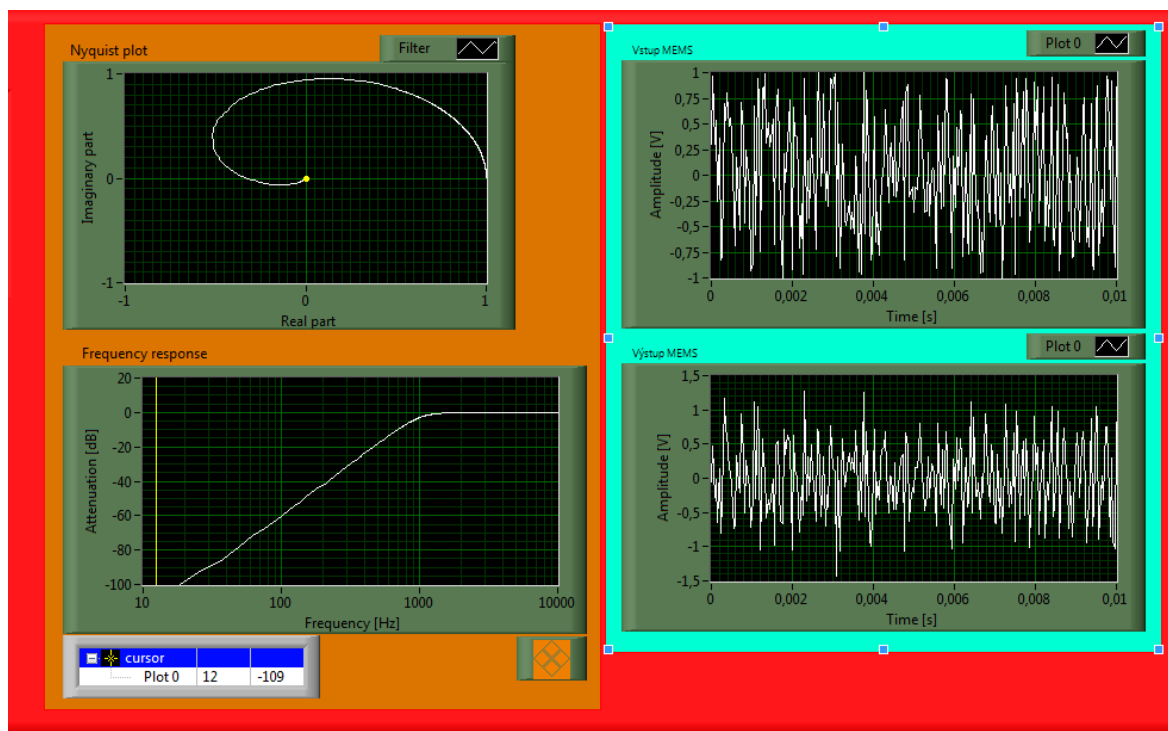 Nyquist plot
Filter
Imaginary part
1
0
-1
-1
0
1
Real part
Frequency response
Attenuation [dB]
20
0
-20
-40
-60
-80
-100
10
100
1000
10000
Frequency [Hz]
cursor
Plot 0 12 -109
Vstup MEMS
Plot 0
Amplitude [V]
1
0,75
0,5
0,25
0
-0,25
-0,5
-0,75
-1
0
0,002
0,004
0,006
0,008
0,01
Time [s]
Výstup MEMS
Plot 0
Amplitude [V]
1,5
1
0,5
0
-0,5
-1
-1,5
0
0,002
0,004
0,006
0,008
0,01
Time [s]